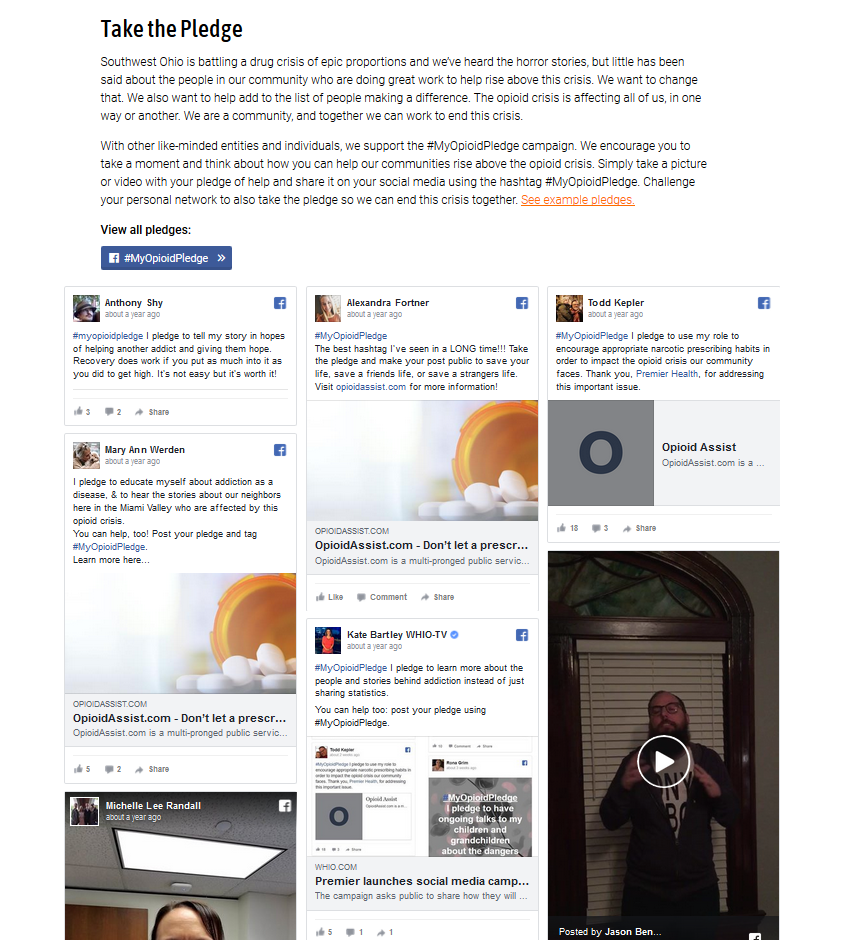 Take the Pledge
Southwest Ohio is battling a drug crisis of epic proportions and we've heard the horror stories, but little has been
said about the people in our community who are doing great work to help rise above this crisis. We want to change
that. We also want to help add to the list of people making a difference. The opioid crisis is affecting all of us, in one
way or another. We are a community, and together we can work to end this crisis.
With other like-minded entities and individuals, we support the #MyOpioidPledge campaign. We encourage you to
take a moment and think about how you can help our communities rise above the opioid crisis. Simply take a picture
or video with your pledge of help and share it on your social media using the hashtag #MyOpioidPledge. Challenge
your personal network to also take the pledge so we can end this crisis together. See example pledges.
View all pledges:
#MyOpioidPledge »
Anthony Shy
about a year ago
#myopioidpledge I pledge to tell my story in hopes
of helping another addict and giving them hope.
Recovery does work if you put as much into it as
you did to get high. It's not easy but it's worth it!
3 2 Share
Mary Ann Werden
about a year ago
I pledge to educate myself about addiction as a
disease, & to hear the stories about our neighbors
here in the Miami Valley who are affected by this
opioid crisis.
You can help, too! Post your pledge and tag
#MyOpioidPledge.
Learn more here...
OPIOIDASSIST.COM
OpioidAssist.com - Don't let a prescr...
OpioidAssist.com is a multi-pronged public servic...
5 2 Share
Michelle Lee Randall
about a year ago
Alexandra Fortner
about a year ago
#MyOpioidPledge
The best hashtag I've seen in a LONG time!!! Take
the pledge and make your post public to save your
life, save a friends life, or save a strangers life.
Visit opioidassist.com for more information!
OPIOIDASSIST.COM
OpioidAssist.com - Don't let a prescr...
OpioidAssist.com is a multi-pronged public servic...
Like Comment Share
Kate Bartley WHIO-TV
about a year ago
#MyOpioidPledge I pledge to learn more about the
people and stories behind addiction instead of just
sharing statistics.
You can help too: post your pledge using
#MyOpioidPledge.
Todd Kepler
#MyOpioidPledge I pledge to use my role to
encourage appropriate narcotic prescribing habits in
order to impact the opioid crisis our community
faces. Thank you, Premier Health, for addressing
this important issue.
O
Opioid Assist
Share
Comment Share
Rona Grim
#MyOpioidPledge
I pledge to have
ongoing talks to my
children and
grandchildren
about the dangers
WHIO.COM
Premier launches social media camp...
The campaign asks public to share how they will ...
5 1 1
Todd Kepler
about a year ago
#MyOpioidPledge I pledge to use my role to
encourage appropriate narcotic prescribing habits in
order to impact the opioid crisis our community
faces. Thank you, Premier Health, for addressing
this important issue.
O
Opioid Assist
OpioidAssist.com is a ...
18 3 Share
Posted by Jason Ben...